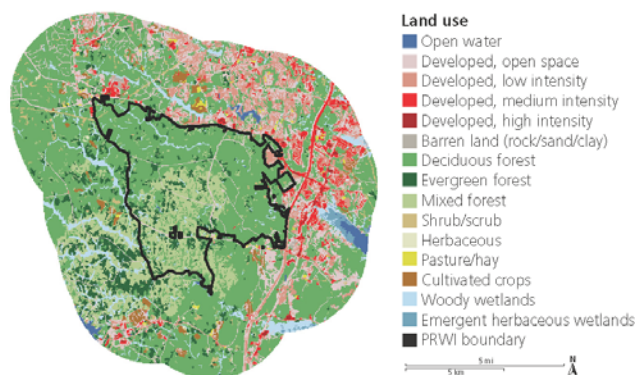 Land use
Open water
Developed, open space
Developed, low intensity
Developed, medium intensity
Developed, high intensity
Barren land (rock/sand/clay)
Deciduous forest
Evergreen forest
Mixed forest
Shrub/scrub
Herbaceous
Pasture/hay
Cultivated crops
Woody wetlands
Emergent herbaceous wetlands
PRWI boundary
5 mi
5 km
N